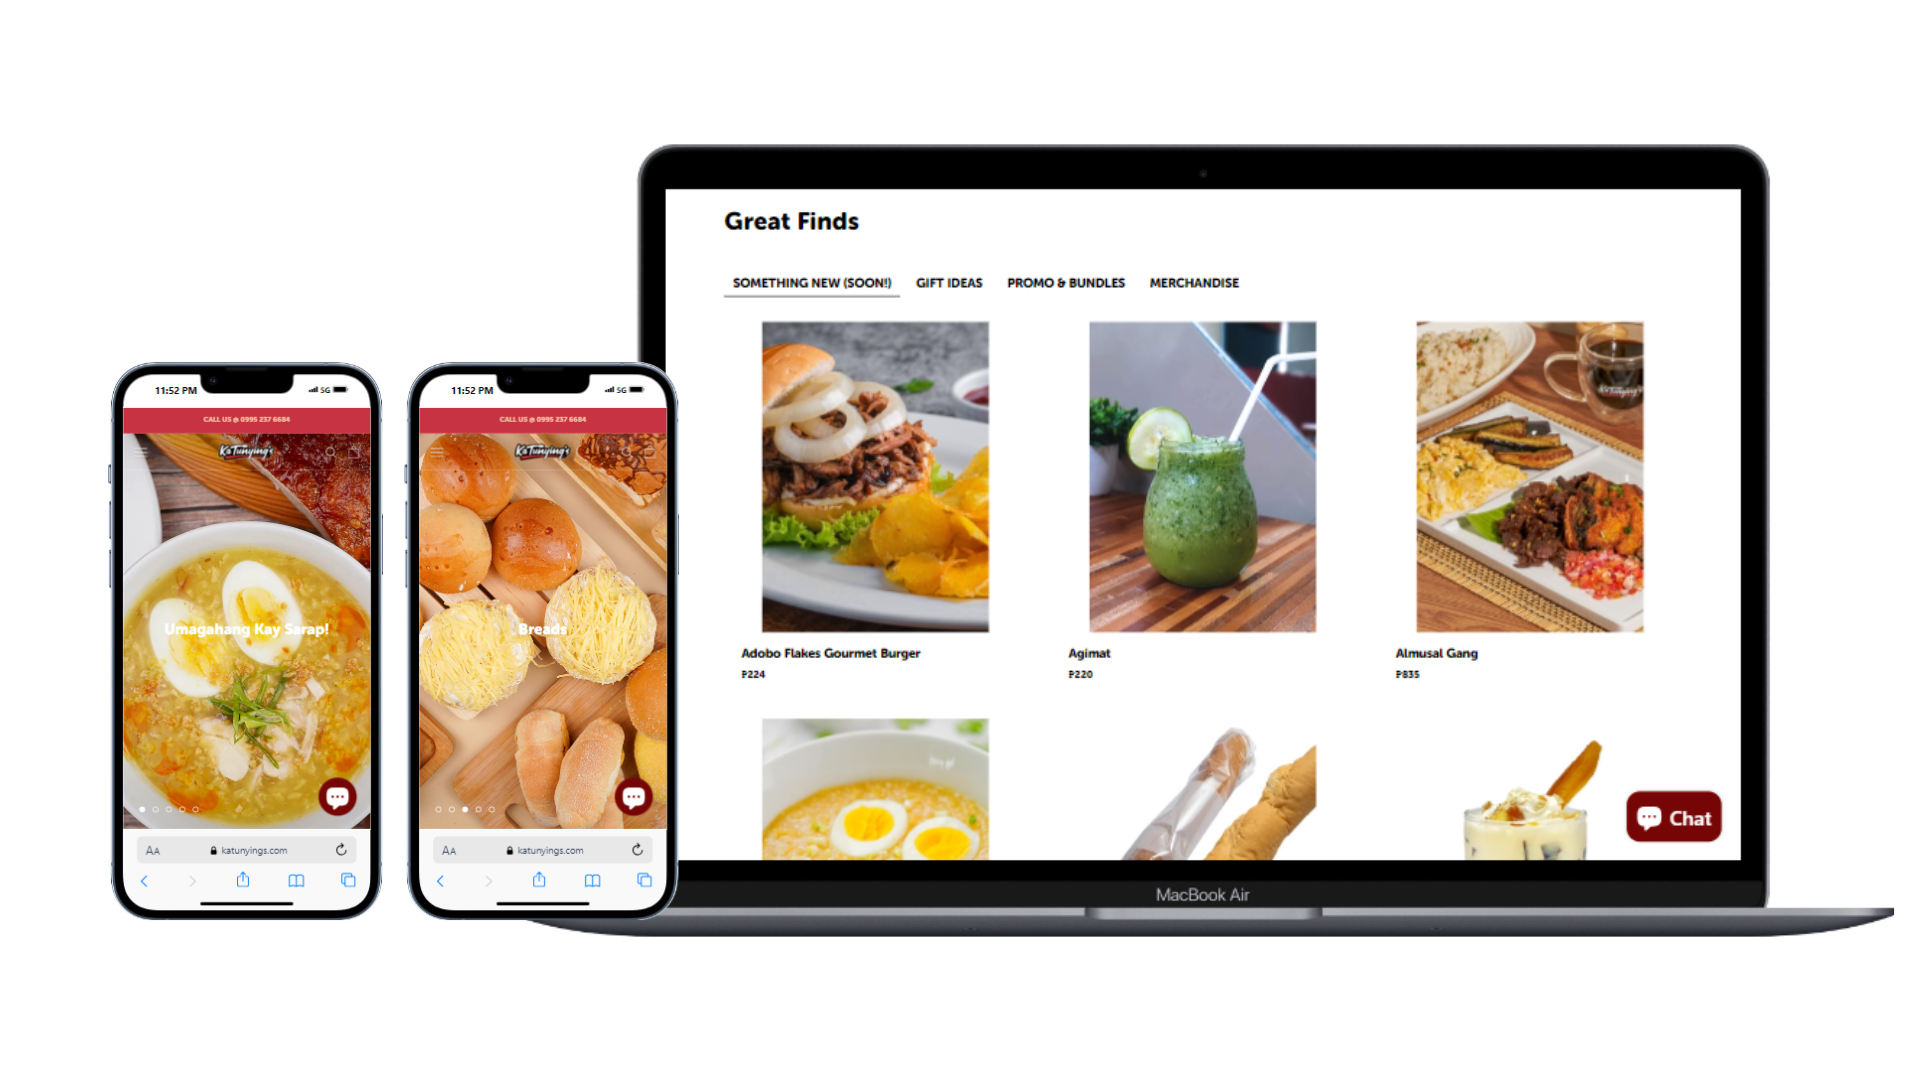 11:52 PM
5G
CALL US @ 0995 237 6684
Ka Tunying's
Umagahang Kay Sarap!
AA
katunyings.com
11:52 PM
5G
CALL US @ 0995 237 6684
Ka Tunying's
Breads
AA
katunyings.com
Great Finds
SOMETHING NEW (SOON!)
GIFT IDEAS
PROMO & BUNDLES
MERCHANDISE
Adobo Flakes Gourmet Burger
₱224
Agimat
₱220
Almusal Gang
₱835
Chat
MacBook Air